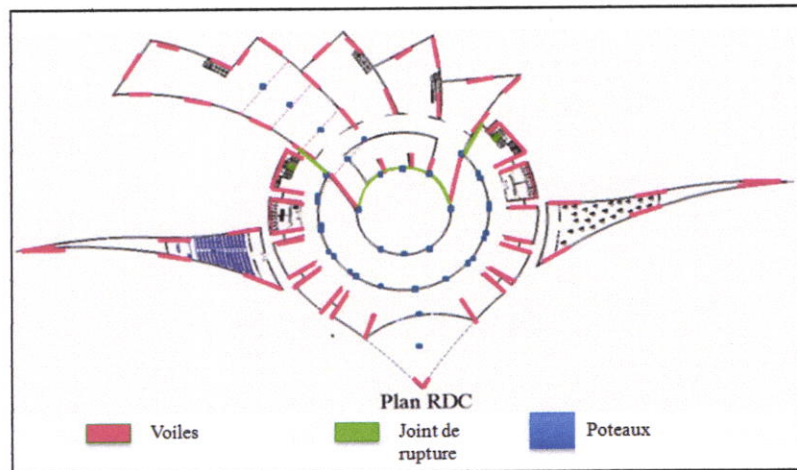 Plan RDC
Voiles
Joint de
rupture
Poteaux